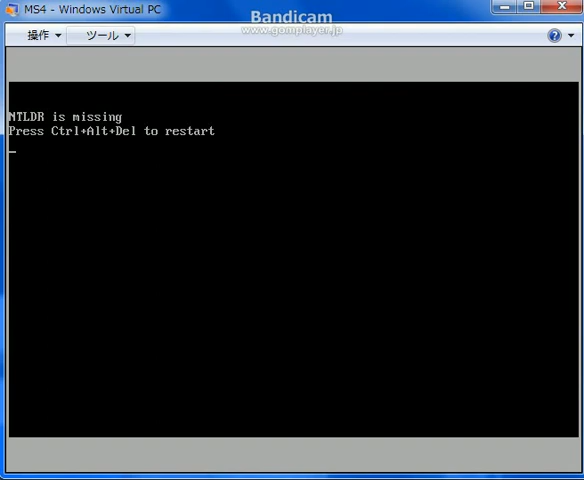 MS4 - Windows Virtual PC
Bandicam
www.gomplayer.jp
操作 ツール
NTLDR is missing
Press Ctrl+Alt+Del to restart